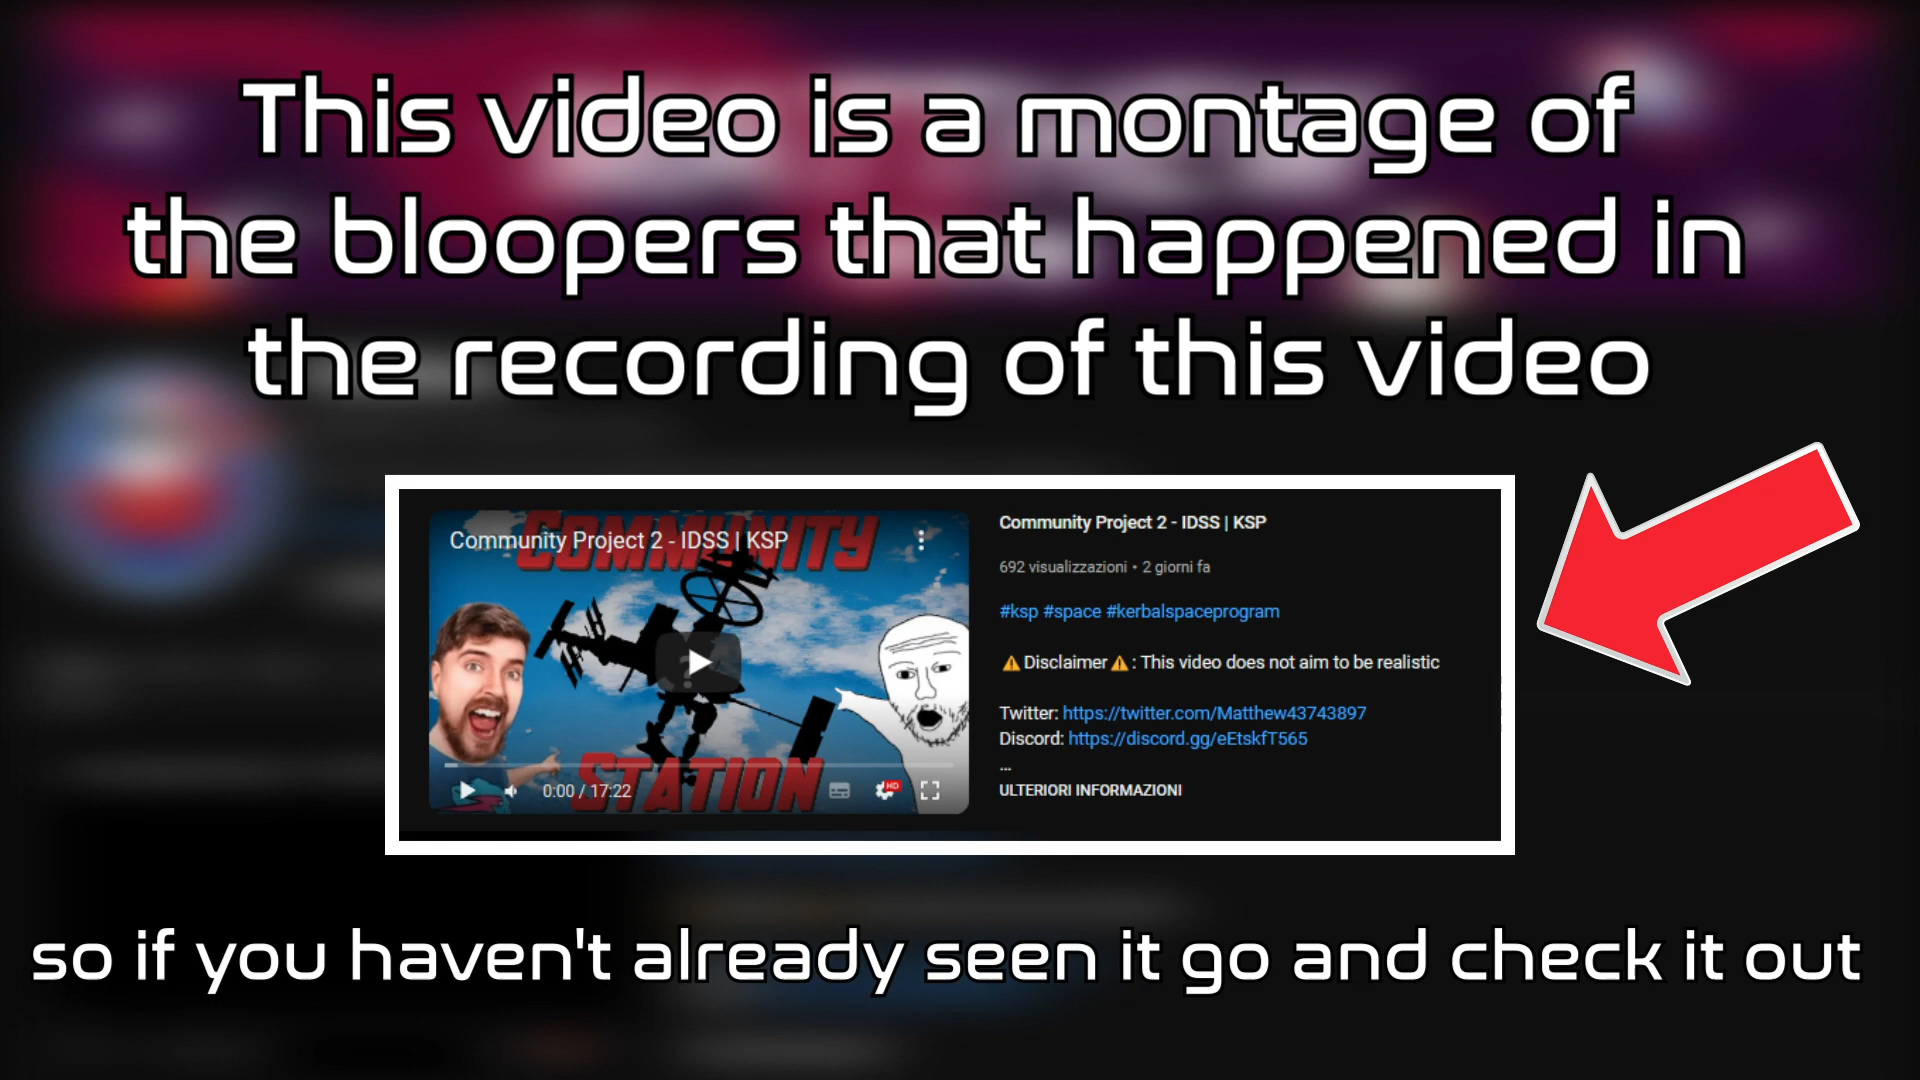 This video is a montage of
the bloopers that happened in
the recording of this video
COMMUNITY
Community Project 2 - IDSS | KSP
STATION
0:00 / 17:22
HD
Community Project 2 - IDSS | KSP
692 visualizzazioni • 2 giorni fa
#ksp #space #kerbalspaceprogram
⚠Disclaimer⚠: This video does not aim to be realistic
Twitter: https://twitter.com/Matthew43743897
Discord: https://discord.gg/eEtskfT565
...
ULTERIORI INFORMAZIONI
so if you haven't already seen it go and check it out